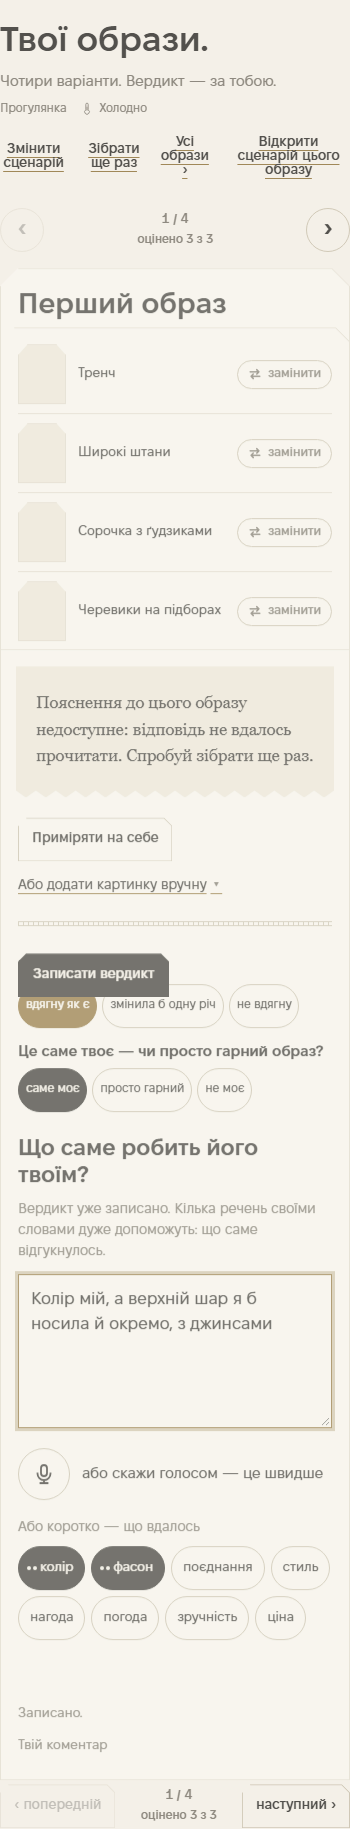 Твої образи.
Чотири варіанти. Вердикт — за тобою.
Прогулянка Холодно
Змінити сценарій
Зібрати ще раз
Усі образи ›
Відкрити сценарій цього образу
‹
1 / 4
оцінено 3 з 3
›
Перший образ
Тренч
замінити
Широкі штани
замінити
Сорочка з ґудзиками
замінити
Черевики на підборах
замінити
Пояснення до цього образу
недоступне: відповідь не вдалось
прочитати. Спробуй зібрати ще раз.
Приміряти на себе
Або додати картинку вручну
Записати вердикт
вдягну як є
змінила б одну річ
не вдягну
Це саме твоє — чи просто гарний образ?
саме моє
просто гарний
не моє
Що саме робить його
твоїм?
Вердикт уже записано. Кілька речень своїми
словами дуже допоможуть: що саме
відгукнулось.
Колір мій, а верхній шар я б
носила й окремо, з джинсами
або скажи голосом — це швидше
Або коротко — що вдалось
колір
фасон
поєднання
стиль
нагода
погода
зручність
ціна
Записано.
Твій коментар
‹ попередній
1 / 4
оцінено 3 з 3
наступний ›